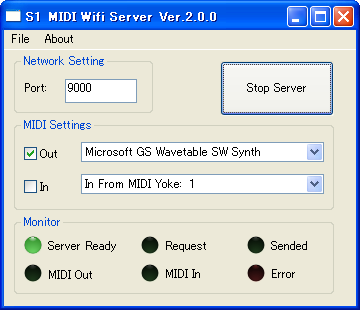 S1 MIDI Wifi Server Ver.2.0.0
File About
Network Setting
Port: 9000
Stop Server
MIDI Settings
Out Microsoft GS Wavetable SW Synth
In In From MIDI Yoke: 1
Monitor
Server Ready Request Sended
MIDI Out MIDI In Error